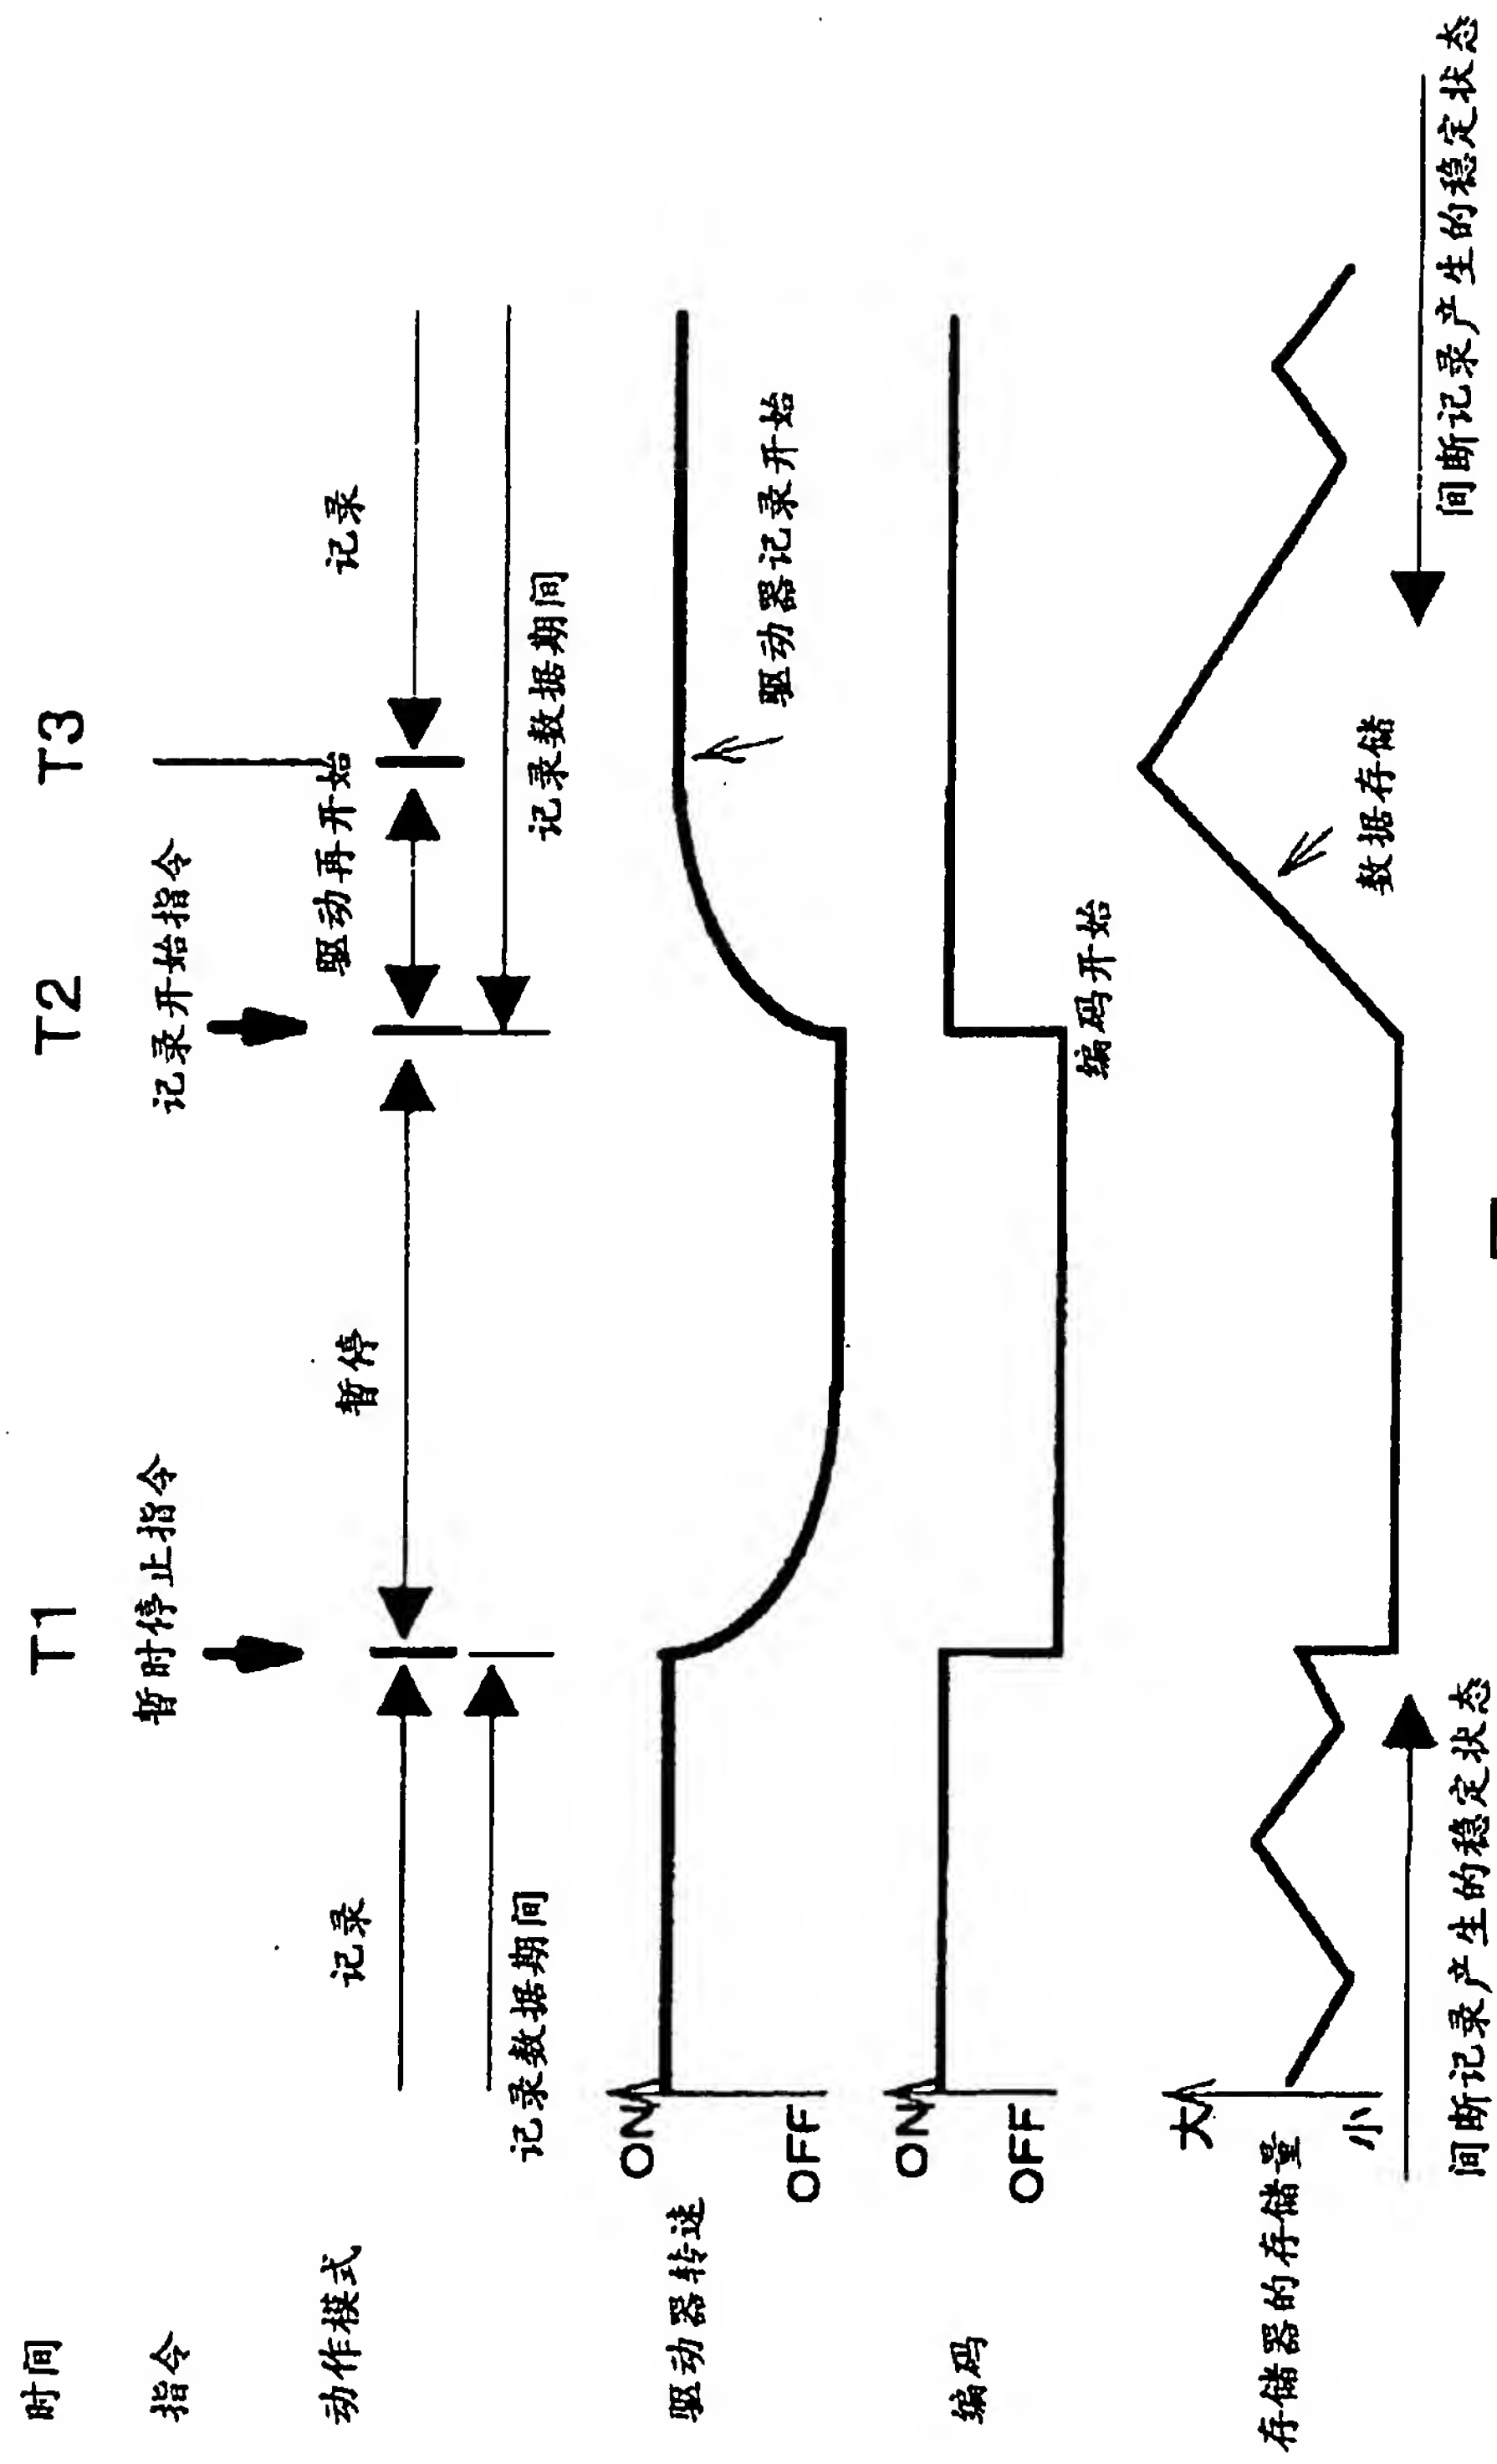 时间
T1
T2
T3
指令
暂时停止指令
记录开始指令
动作模式
记录
暂停
驱动再开始
记录
记录数据期间
记录数据期间
驱动器转速
ON
OFF
驱动器记录开始
编码
ON
OFF
编码开始
存储器的存储量
大
小
数据存储
间断记录产生的稳定状态
间断记录产生的稳定状态